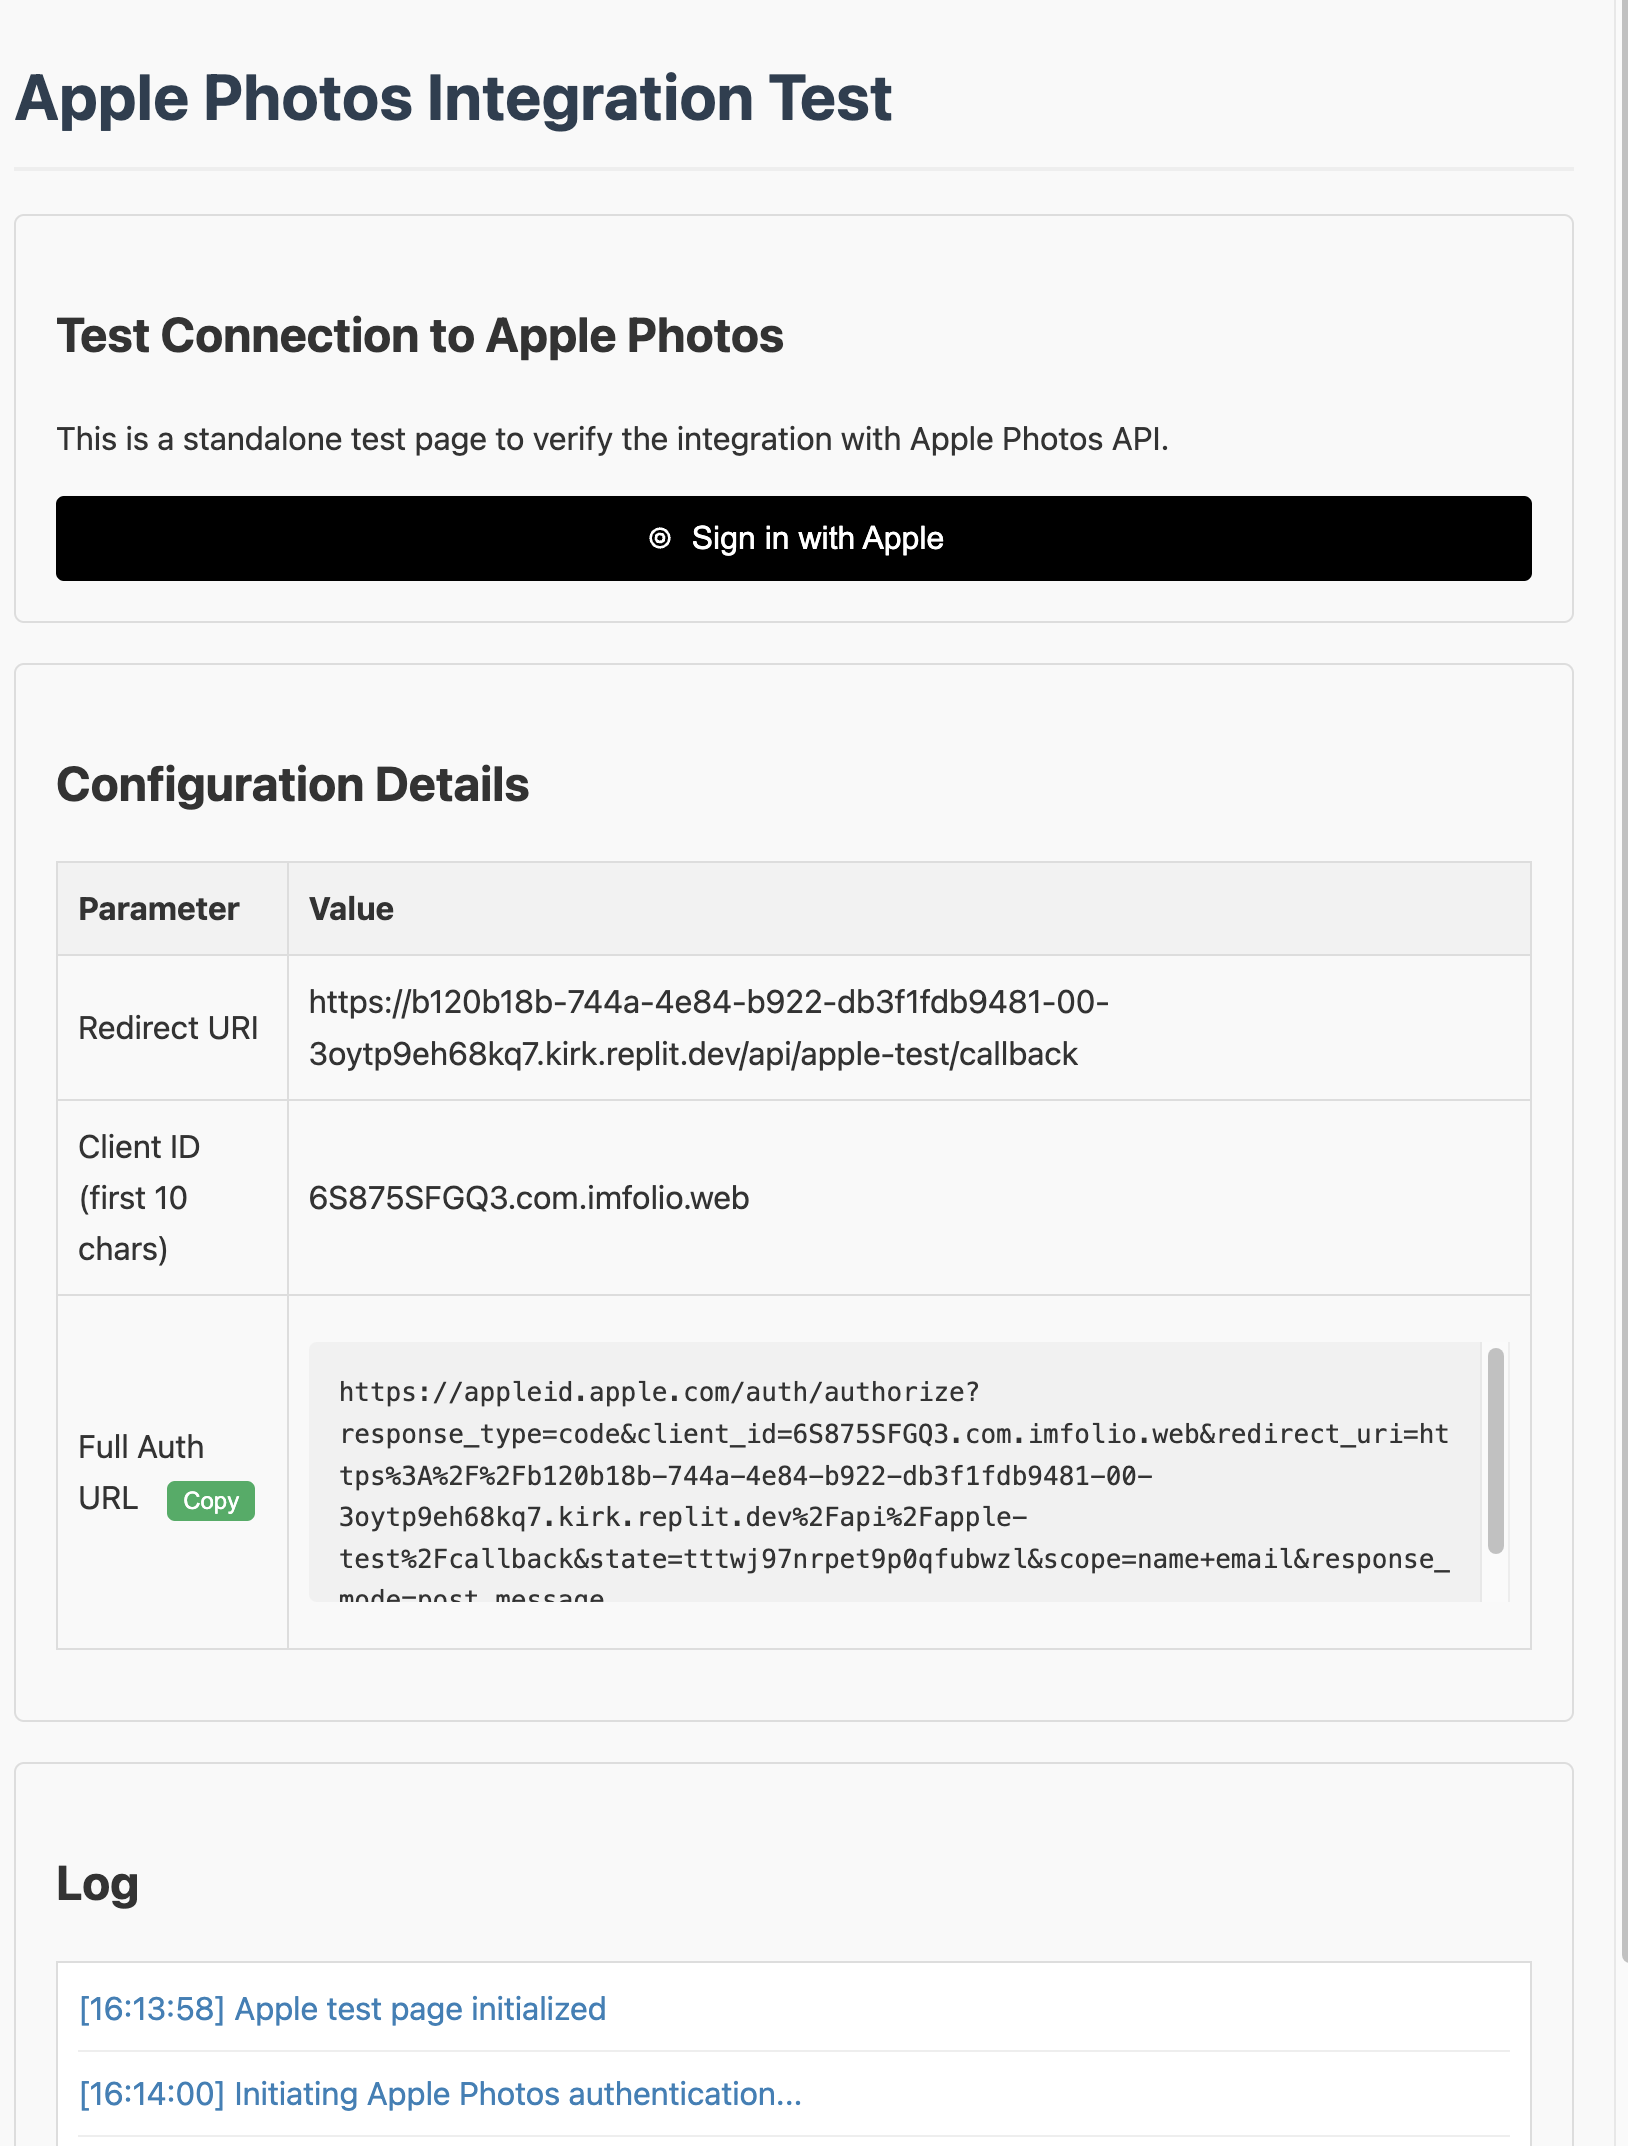 Apple Photos Integration Test
Test Connection to Apple Photos
This is a standalone test page to verify the integration with Apple Photos API.
Sign in with Apple
Configuration Details
Parameter
Value
Redirect URI
https://b120b18b-744a-4e84-b922-db3f1fdb9481-00-
3oytp9eh68kq7.kirk.replit.dev/api/apple-test/callback
Client ID
(first 10
chars)
6S875SFGQ3.com.imfolio.web
Full Auth
URL
Copy
https://appleid.apple.com/auth/authorize?
response_type=code&client_id=6S875SFGQ3.com.imfolio.web&redirect_uri=ht
tps%3A%2F%2Fb120b18b-744a-4e84-b922-db3f1fdb9481-00-
3oytp9eh68kq7.kirk.replit.dev%2Fapi%2Fapple-
test%2Fcallback&state=tttwj97nrpet9p0qfubwzl&scope=name+email&response_
mode=post_message
Log
[16:13:58] Apple test page initialized
[16:14:00] Initiating Apple Photos authentication...